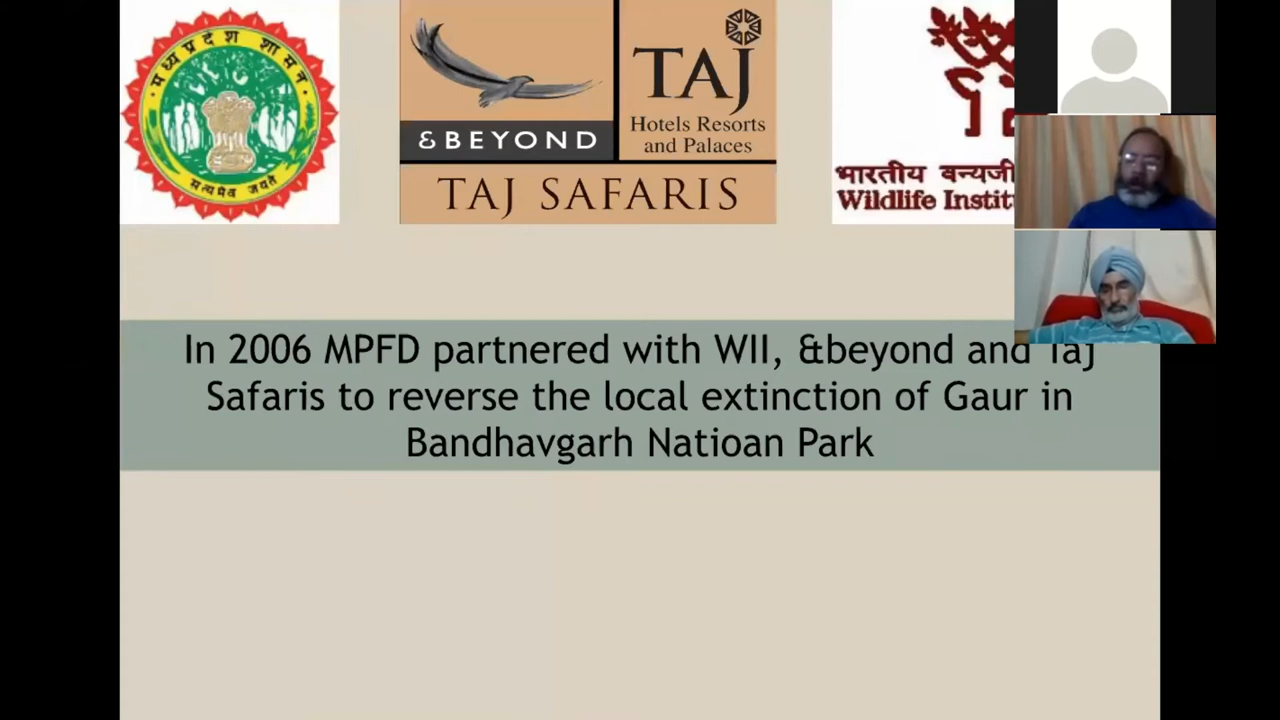 मध्य प्रदेश शासन
सत्यमेव जयते
&BEYOND
TAJ
Hotels Resorts
and Palaces
TAJ SAFARIS
भारतीय वन्यजी
Wildlife Instit
In 2006 MPFD partnered with WII, &beyond and Taj
Safaris to reverse the local extinction of Gaur in
Bandhavgarh Natioan Park